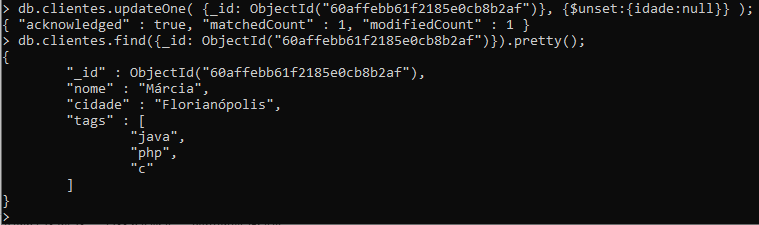 > db.clientes.updateOne( {_id: ObjectId("60affebb61f2185e0cb8b2af")}, {$unset:{idade:null}} );
{ "acknowledged" : true, "matchedCount" : 1, "modifiedCount" : 1 }
> db.clientes.find({_id: ObjectId("60affebb61f2185e0cb8b2af")}).pretty();
{
        "_id" : ObjectId("60affebb61f2185e0cb8b2af"),
        "nome" : "Márcia",
        "cidade" : "Florianópolis",
        "tags" : [
                "java",
                "php",
                "c"
        ]
}
>